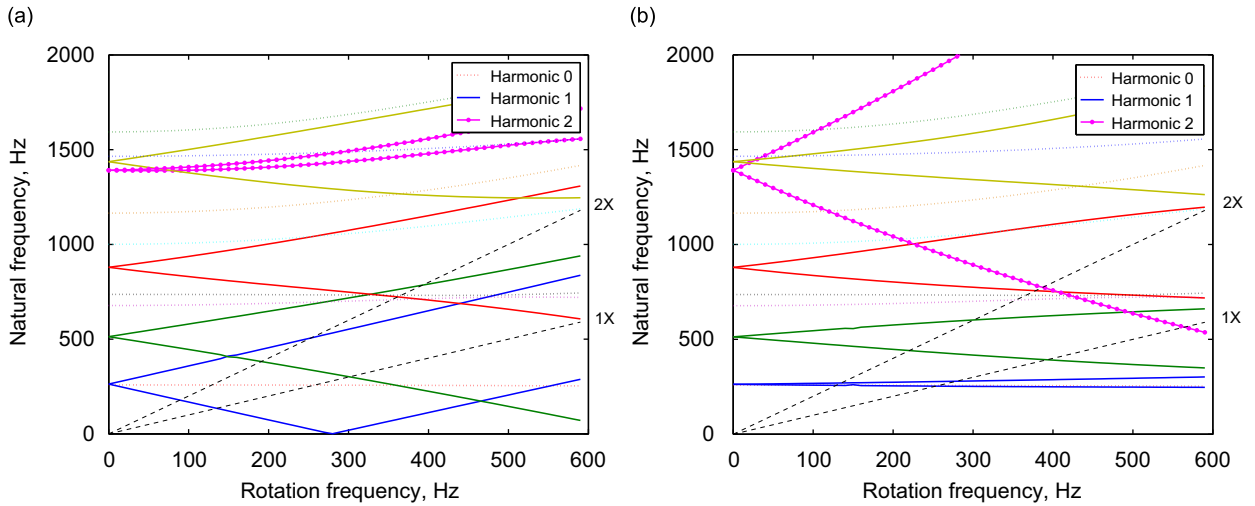 (a)
2000
1500
1000
500
0
0 100 200 300 400 500 600
Natural frequency, Hz
Rotation frequency, Hz
Harmonic 0
Harmonic 1
Harmonic 2
2X
1X
(b)
2000
1500
1000
500
0
0 100 200 300 400 500 600
Natural frequency, Hz
Rotation frequency, Hz
Harmonic 0
Harmonic 1
Harmonic 2
2X
1X